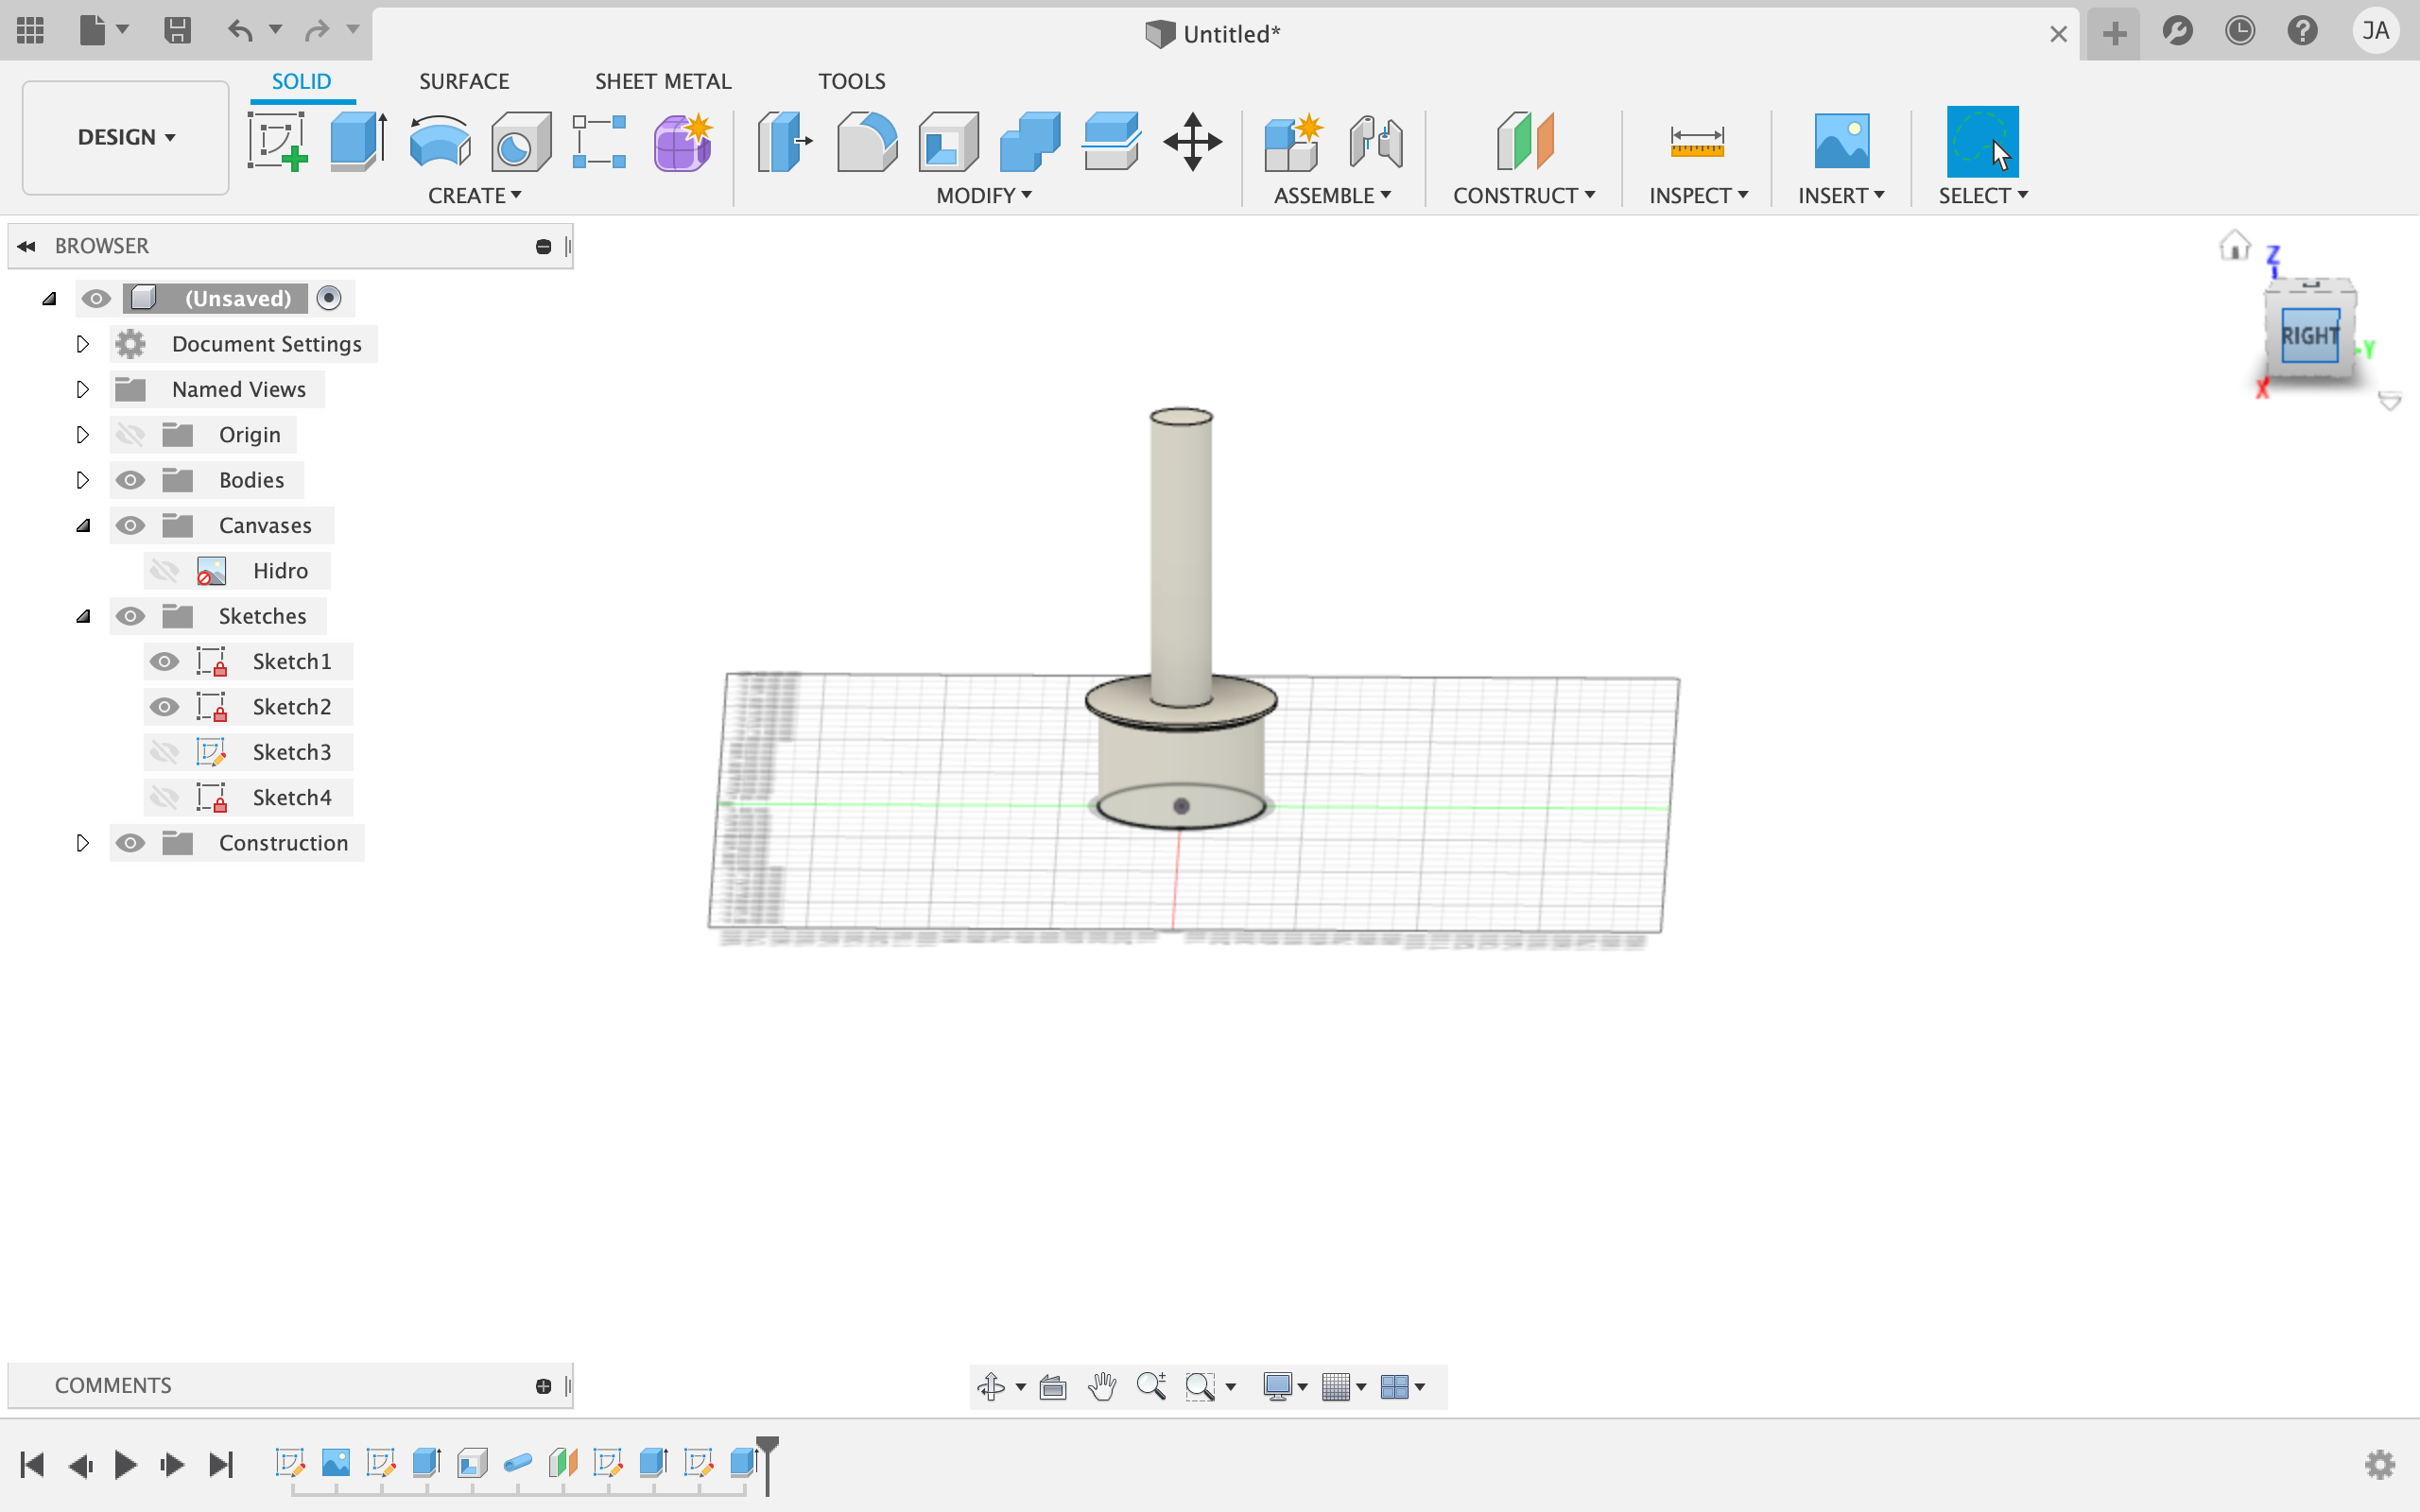 Untitled*
JA
SOLID
SURFACE
SHEET METAL
TOOLS
DESIGN
CREATE
MODIFY
ASSEMBLE
CONSTRUCT
INSPECT
INSERT
SELECT
BROWSER
(Unsaved)
Document Settings
Named Views
Origin
Bodies
Canvases
Hidro
Sketches
Sketch1
Sketch2
Sketch3
Sketch4
Construction
Z
RIGHT
Y
X
COMMENTS